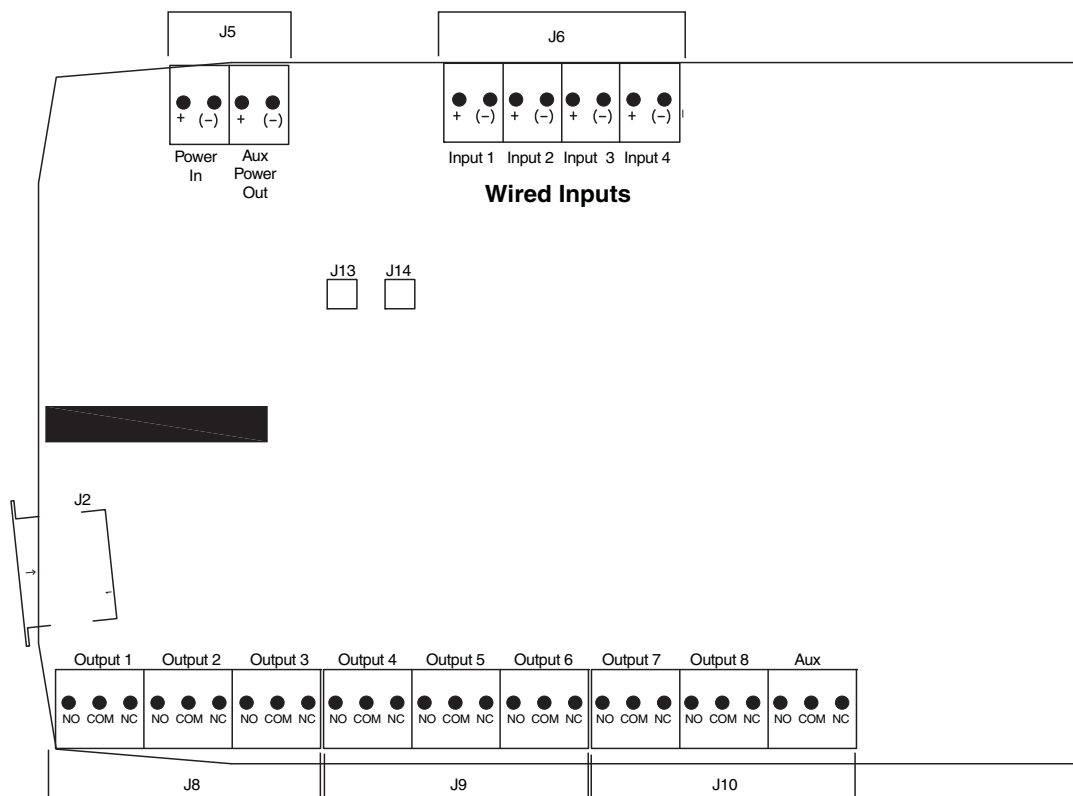 J5
J6
+ (–) + (–)
+ (–) + (–) + (–) + (–)
Power In
Aux Power Out
Input 1 Input 2 Input 3 Input 4
Wired Inputs
J13 J14
J2
Output 1 Output 2 Output 3 Output 4 Output 5 Output 6 Output 7 Output 8 Aux
NO COM NC NO COM NC NO COM NC NO COM NC NO COM NC NO COM NC NO COM NC NO COM NC NO COM NC
J8 J9 J10